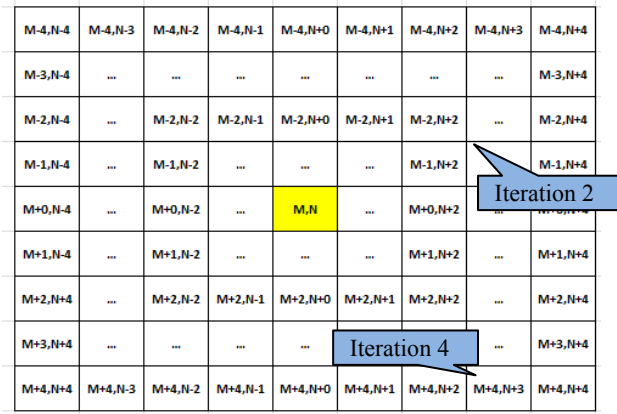 M-4,N-4 M-4,N-3 M-4,N-2 M-4,N-1 M-4,N+0 M-4,N+1 M-4,N+2 M-4,N+3 M-4,N+4
M-3,N-4 ... ... ... ... ... ... ... M-3,N+4
M-2,N-4 ... M-2,N-2 M-2,N-1 M-2,N+0 M-2,N+1 M-2,N+2 ... M-2,N+4
M-1,N-4 ... M-1,N-2 ... ... ... M-1,N+2 M-1,N+4
Iteration 2
M+0,N-4 ... M+0,N-2 ... M,N ... M+0,N+2
M+1,N-4 ... M+1,N-2 ... ... ... M+1,N+2 ... M+1,N+4
M+2,N+4 ... M+2,N-2 M+2,N-1 M+2,N+0 M+2,N+1 M+2,N+2 ... M+2,N+4
M+3,N+4 ... ... ... ... ... M+3,N+4
Iteration 4
M+4,N+4 M+4,N-3 M+4,N-2 M+4,N-1 M+4,N+0 M+4,N+1 M+4,N+2 M+4,N+3 M+4,N+4